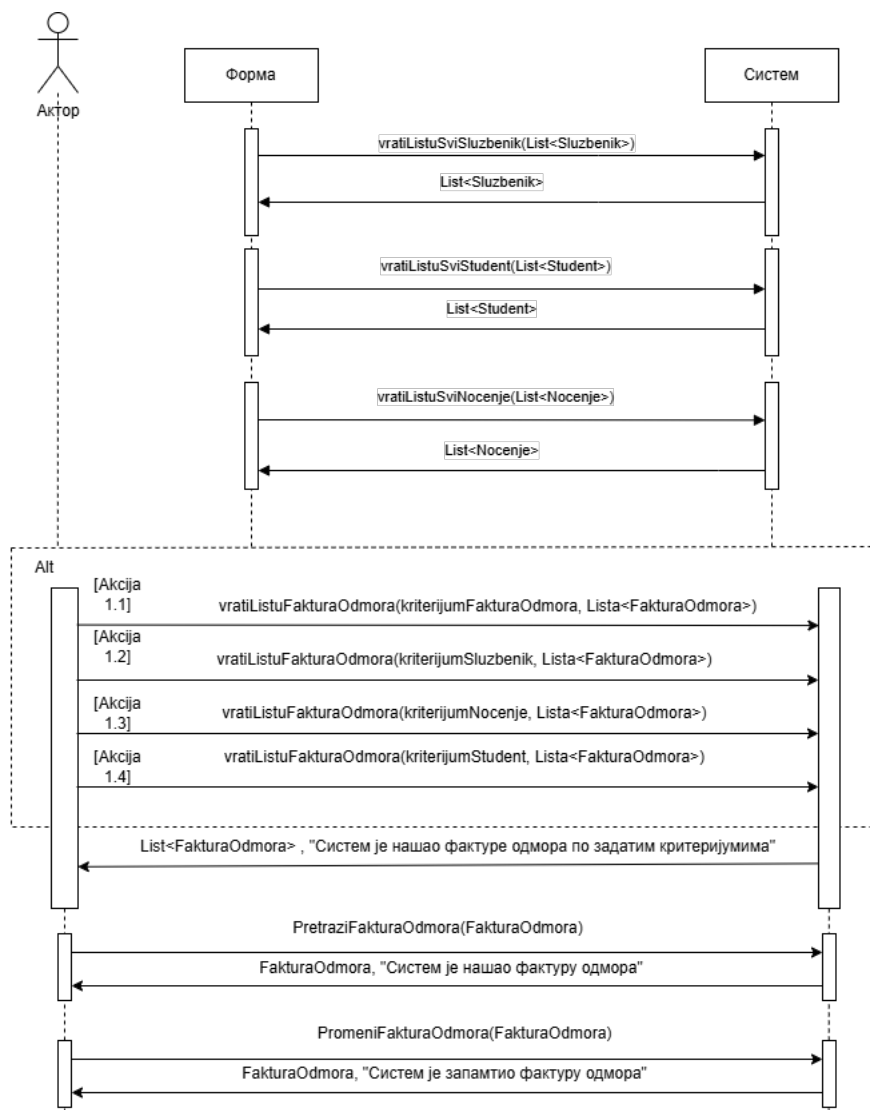 Форма
Систем
Актор
vratiListuSviSluzbenik(List<Sluzbenik>)
List<Sluzbenik>
vratiListuSviStudent(List<Student>)
List<Student>
vratiListuSviNocenje(List<Nocenje>)
List<Nocenje>
Alt
[Akcija
1.1]
vratiListuFakturaOdmora(kriterijumFakturaOdmora, Lista<FakturaOdmora>)
[Akcija
1.2]
vratiListuFakturaOdmora(kriterijumSluzbenik, Lista<FakturaOdmora>)
[Akcija
1.3]
vratiListuFakturaOdmora(kriterijumNocenje, Lista<FakturaOdmora>)
[Akcija
1.4]
vratiListuFakturaOdmora(kriterijumStudent, Lista<FakturaOdmora>)
List<FakturaOdmora> , "Систем је нашао фактуре одмора по задатим критеријумима"
PretraziFakturaOdmora(FakturaOdmora)
FakturaOdmora, "Систем је нашао фактуру одмора"
PromeniFakturaOdmora(FakturaOdmora)
FakturaOdmora, "Систем је запамтио фактуру одмора"